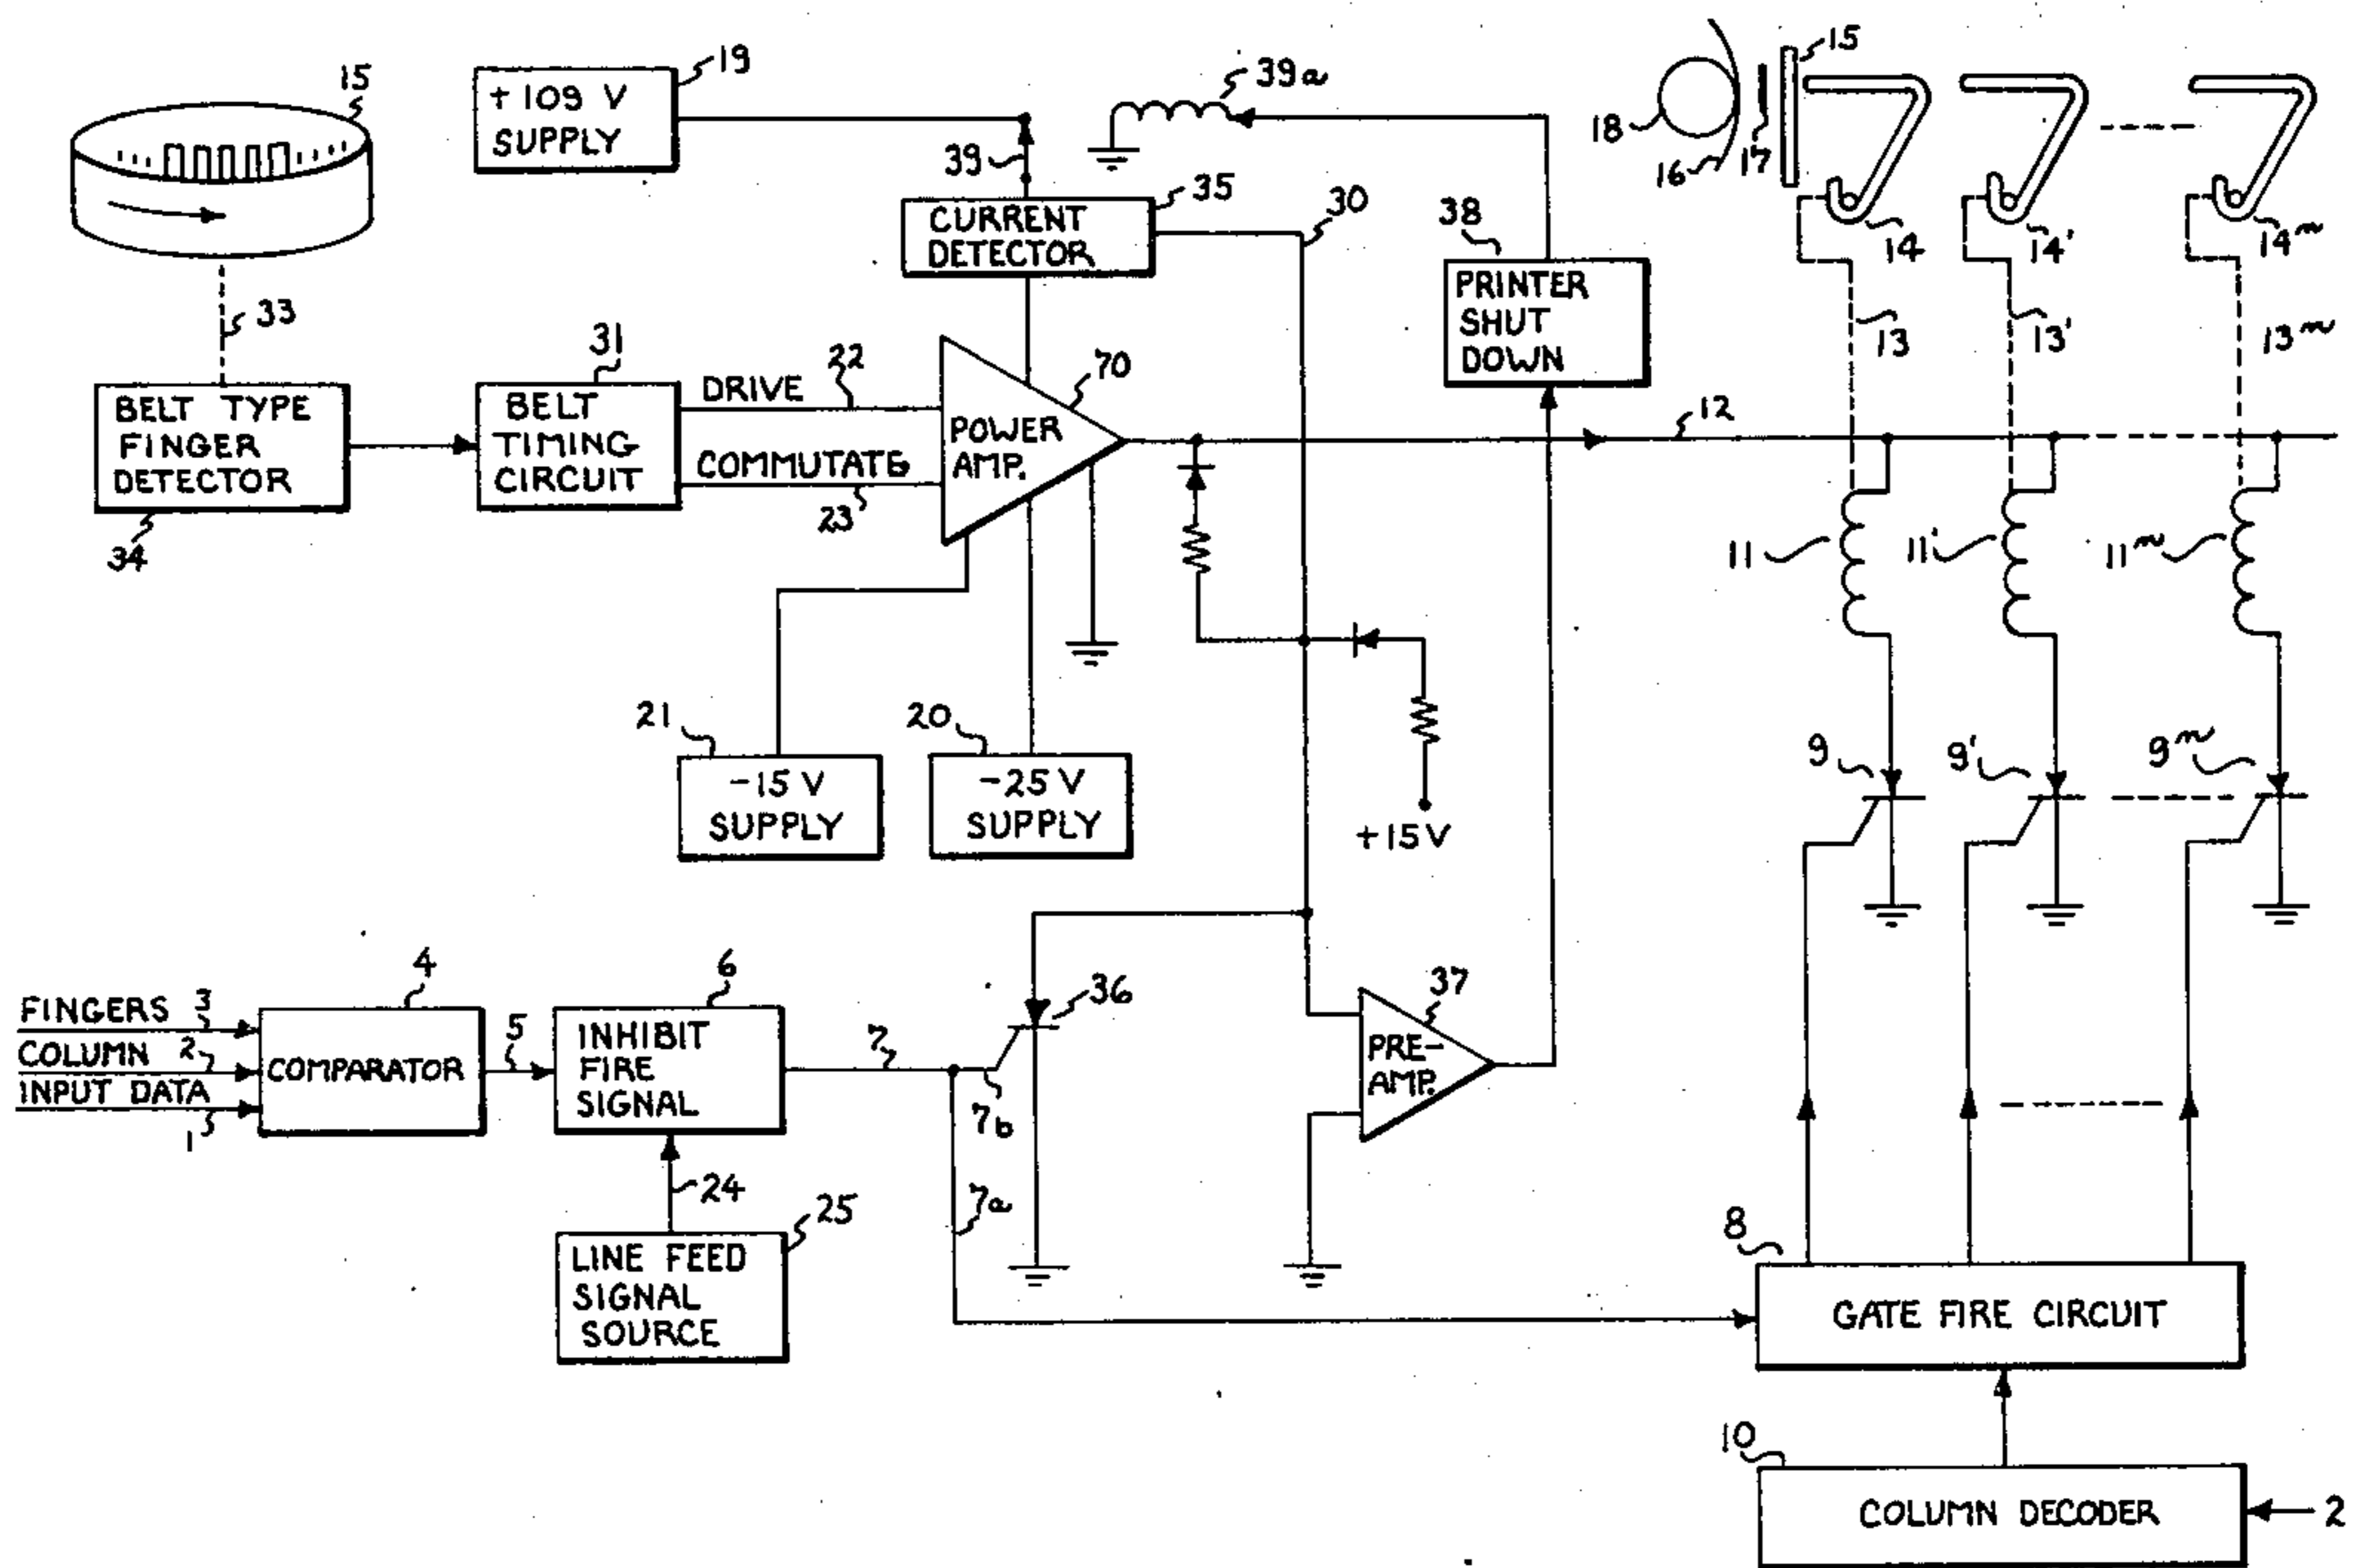 15
19
+109 V
SUPPLY
39a
39
35
CURRENT
DETECTOR
30
38
PRINTER
SHUT
DOWN
18
16
17
15
14
14'
14n
13
13'
13n
33
BELT TYPE
FINGER
DETECTOR
34
31
BELT
TIMING
CIRCUIT
DRIVE
22
COMMUTATE
23
POWER
AMP.
70
12
11
11'
11n
21
-15 V
SUPPLY
20
-25 V
SUPPLY
+15V
9
9'
9n
FINGERS
3
COLUMN
2
INPUT DATA
1
4
COMPARATOR
5
6
INHIBIT
FIRE
SIGNAL
7
7b
7a
36
37
PRE-
AMP.
24
25
LINE FEED
SIGNAL
SOURCE
8
GATE FIRE CIRCUIT
10
COLUMN DECODER
2